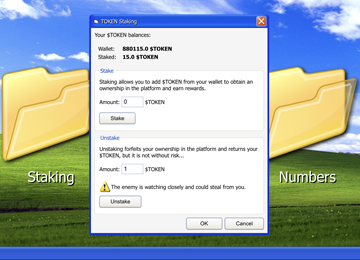 TOKEN Staking
Your $TOKEN balances:
Wallet: 880115.0 $TOKEN
Staked: 15.0 $TOKEN
Stake
Staking allows you to add $TOKEN from your wallet to obtain an
ownership in the platform and earn rewards.
Amount: 0 $TOKEN
Stake
Unstake
Unstaking forfeits your ownership in the platform and returns your
$TOKEN, but it is not without risk...
Amount: 1 $TOKEN
The enemy is watching closely and could steal from you.
Unstake
OK Cancel
Staking
Numbers